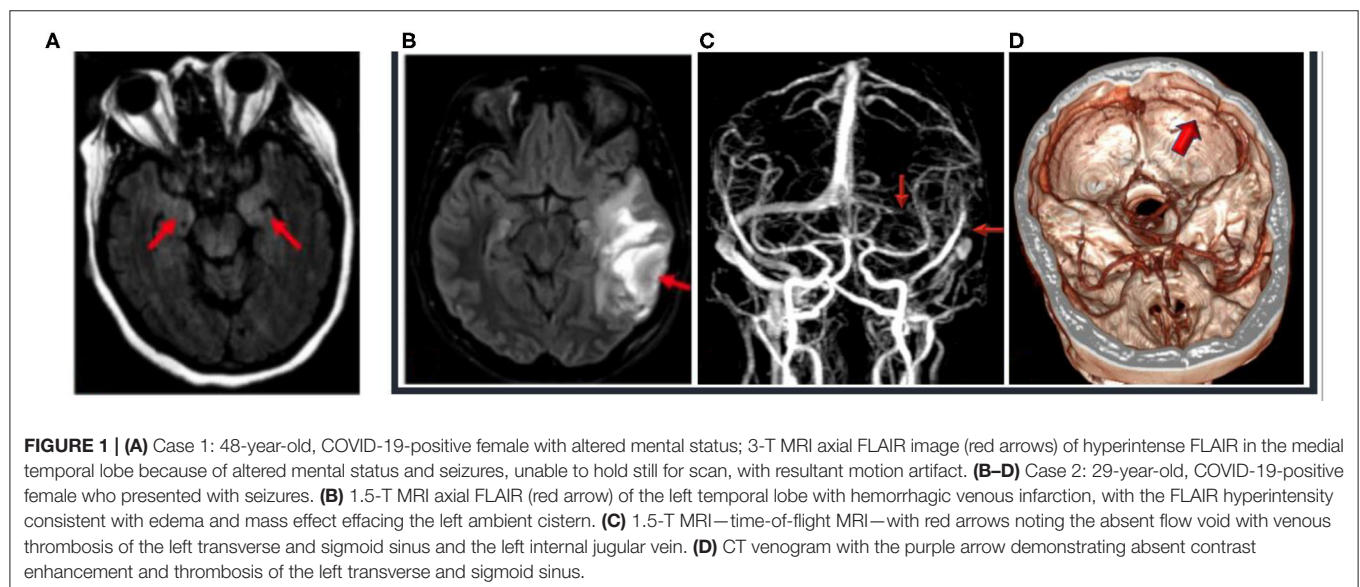 A
B
C
D
FIGURE 1 | (A) Case 1: 48-year-old, COVID-19-positive female with altered mental status; 3-T MRI axial FLAIR image (red arrows) of hyperintense FLAIR in the medial
temporal lobe because of altered mental status and seizures, unable to hold still for scan, with resultant motion artifact. (B–D) Case 2: 29-year-old, COVID-19-positive
female who presented with seizures. (B) 1.5-T MRI axial FLAIR (red arrow) of the left temporal lobe with hemorrhagic venous infarction, with the FLAIR hyperintensity
consistent with edema and mass effect effacing the left ambient cistern. (C) 1.5-T MRI—time-of-flight MRI—with red arrows noting the absent flow void with venous
thrombosis of the left transverse and sigmoid sinus and the left internal jugular vein. (D) CT venogram with the purple arrow demonstrating absent contrast
enhancement and thrombosis of the left transverse and sigmoid sinus.